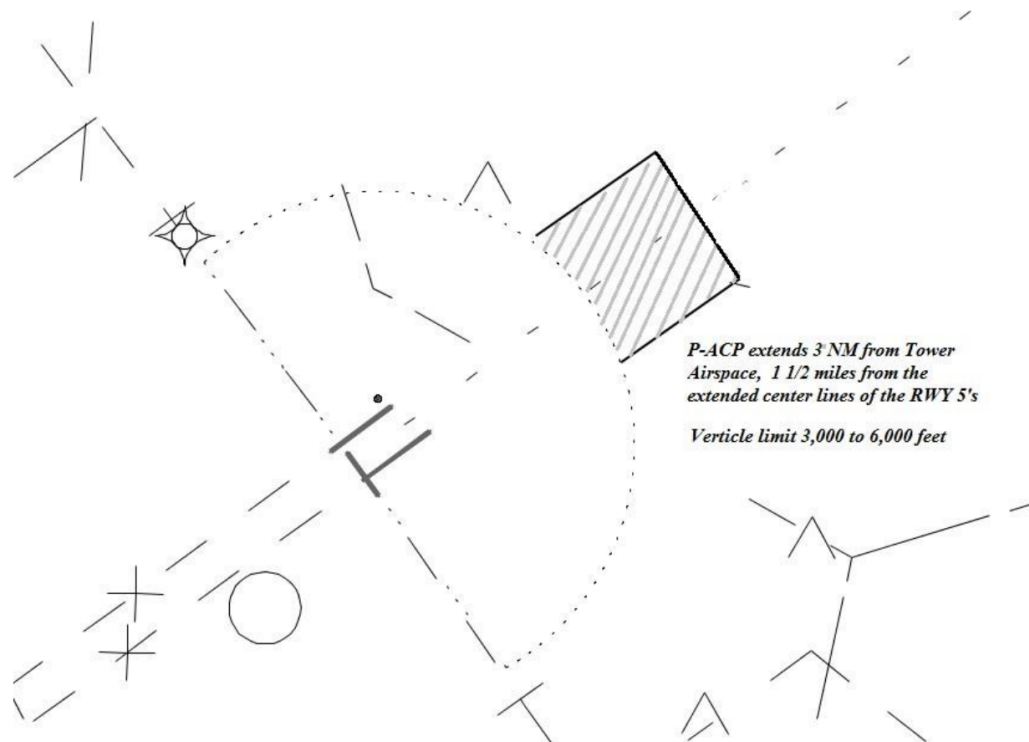 P-ACP extends 3 NM from Tower
Airspace, 1 1/2 miles from the
extended center lines of the RWY 5's
Verticle limit 3,000 to 6,000 feet